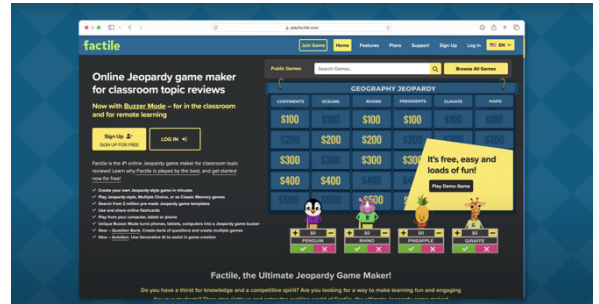 playfactile.com
factile
Join Game
Home
Features
Plans
Support
Sign Up
Log In
EN
Online Jeopardy game maker
for classroom topic
reviews
Now with Buzzer Mode – for in the classroom
and for remote learning
Sign Up
SIGN UP FOR FREE
LOG IN
Factile is the #1 online Jeopardy game maker for classroom topic
reviews! Learn why Factile is played by the best, and get started
now for free!
✓ Create your own Jeopardy-style game in minutes
✓ Play Jeopardy-style, Multiple Choice, or as Classic Memory games
✓ Search from 2 million pre-made Jeopardy game templates
✓ Use and share online flashcards
✓ Play from your computer, tablet or phone
✓ Unique Buzzer Mode turns phones, tablets, computers into a Jeopardy game buzzer
✓ New – Question Bank. Create bank of questions and create multiple games
✓ New – AutoGen. Use Generative AI to assist in game creation
Public Games
Search Games...
Browse All Games
GEOGRAPHY JEOPARDY
CONTINENTS OCEANS RIVERS PRESIDENTS CLIMATE MAPS
$100 $100 $100 $100 $100 $100
$200 $200 $200 $200 $200 $200
$300 $300 $300 $300
$400 $400 $400
$500 $500 $500
It's free, easy and
loads of fun!
Play Demo Game
+ $0 − + $0 − + $0 − + $0 −
PENGUIN RHINO PINEAPPLE GIRAFFE
Factile, the Ultimate Jeopardy Game Maker!
Do you have a thirst for knowledge and a competitive spirit? Are you looking for a way to make learning fun and engaging